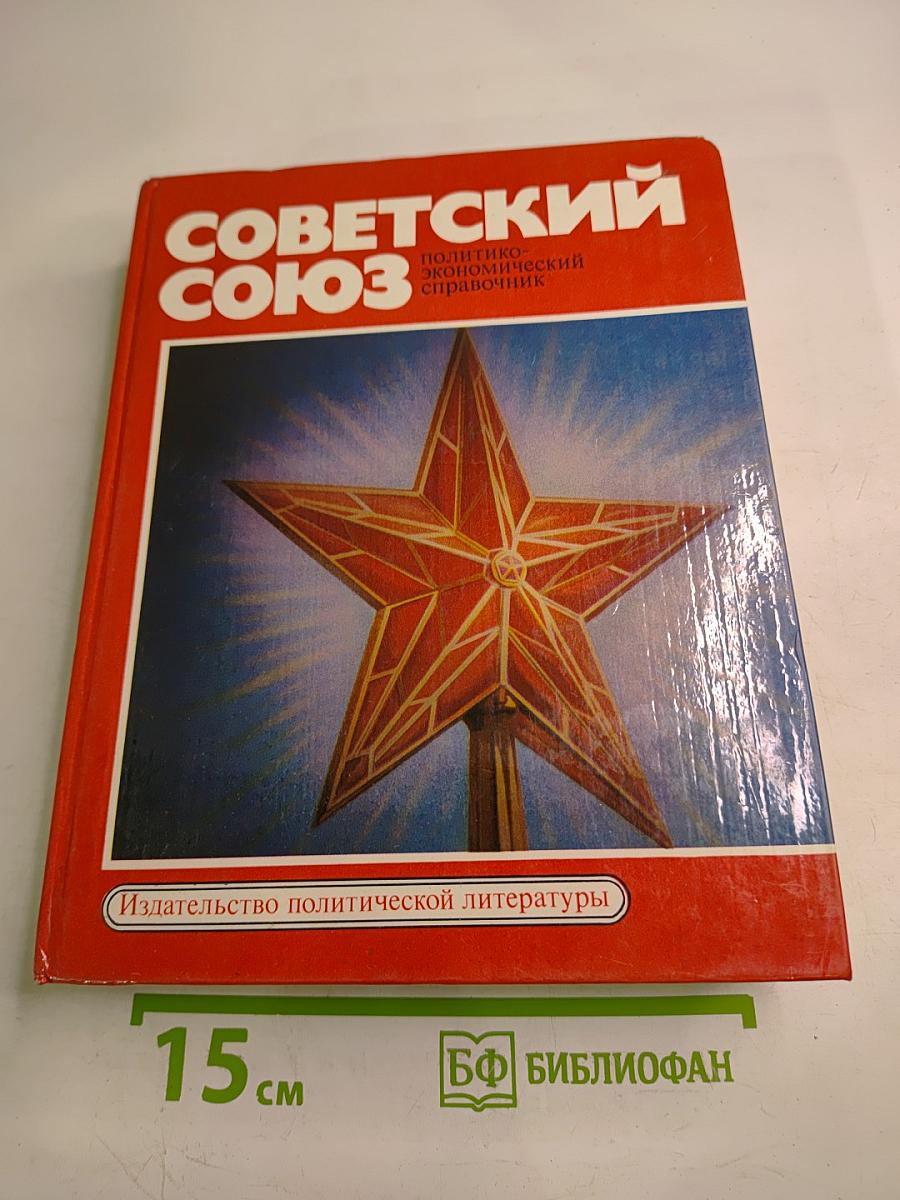 СОВЕТСКИЙ
СОЮЗ
политико-
экономический
справочник
Издательство политической литературы
15 см
БФ БИБЛИОФАН